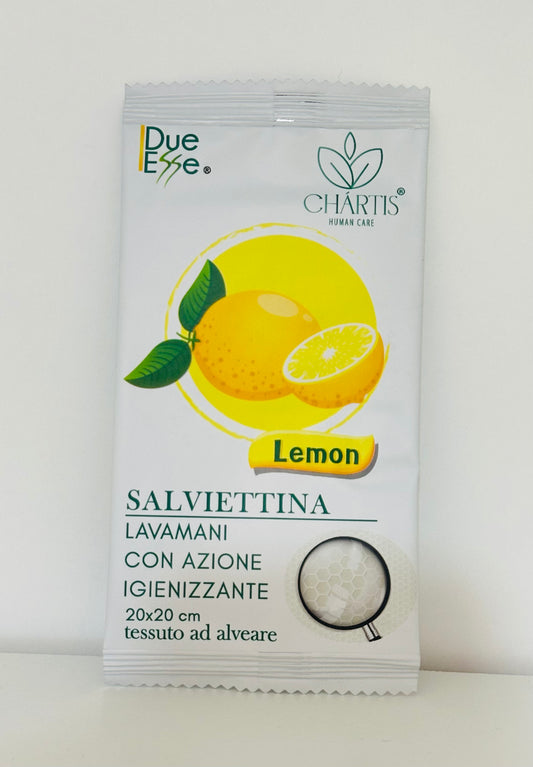 Due
Esse®
CHÁRTIS®
HUMAN CARE
Lemon
SALVIETTINA
LAVAMANI
CON AZIONE
IGIENIZZANTE
20x20 cm
tessuto ad alveare